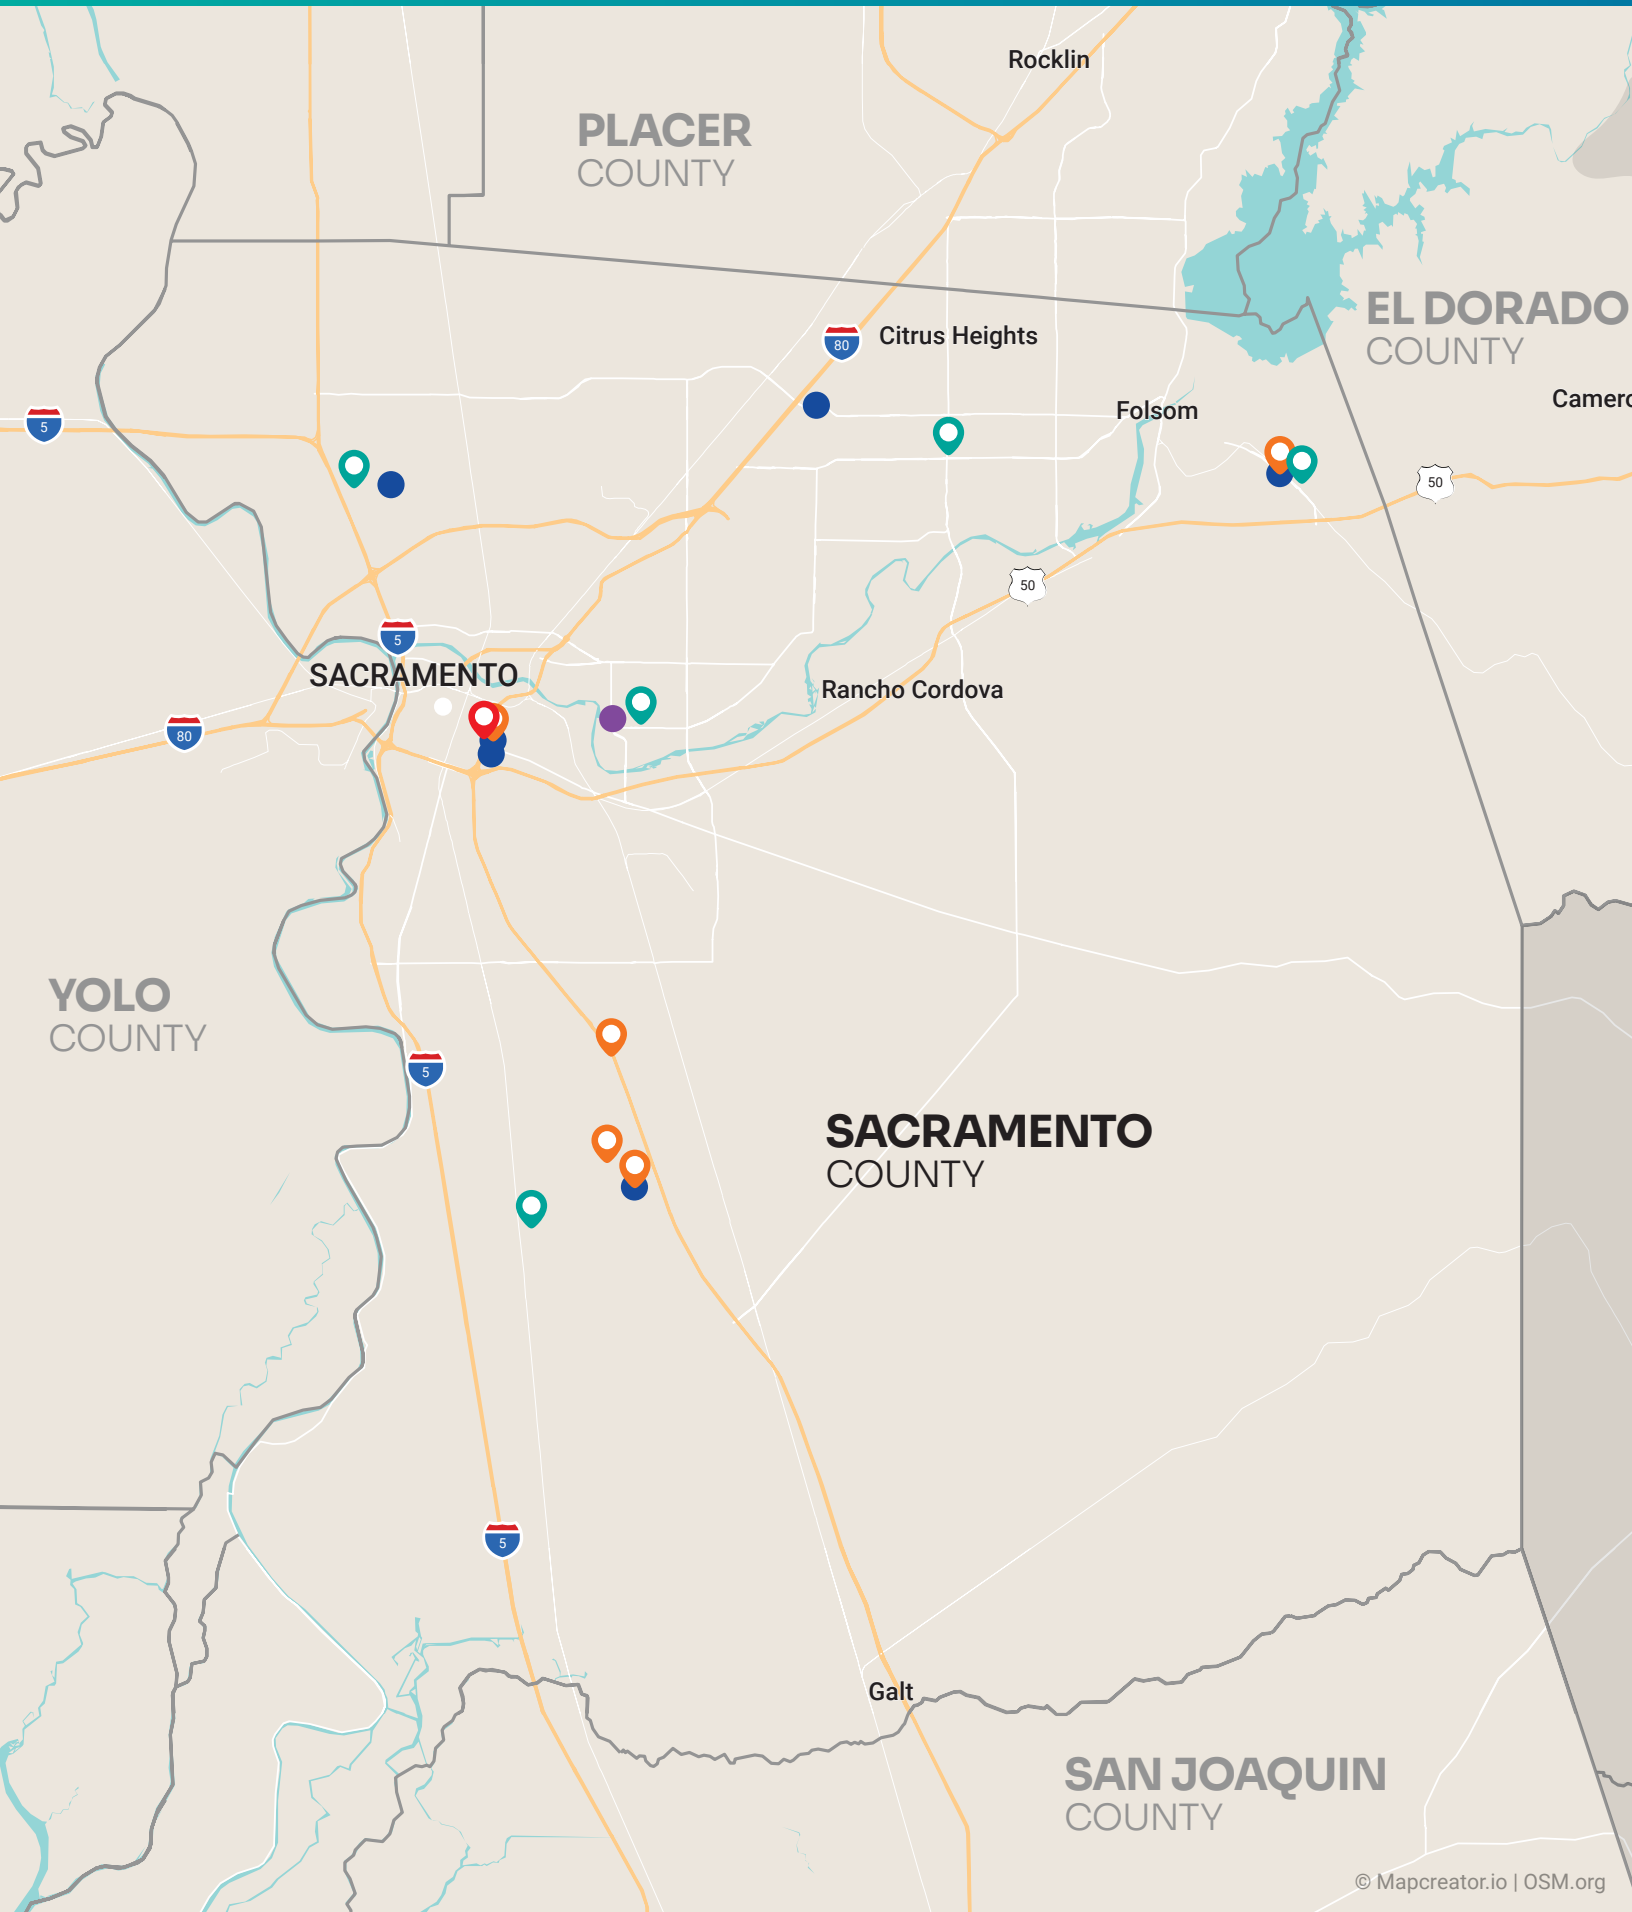 Rocklin
PLACER
COUNTY
EL DORADO
COUNTY
80
Citrus Heights
Camero
Folsom
5
50
50
5
SACRAMENTO
Rancho Cordova
80
YOLO
COUNTY
5
SACRAMENTO
COUNTY
5
Galt
SAN JOAQUIN
COUNTY
© Mapcreator.io | OSM.org